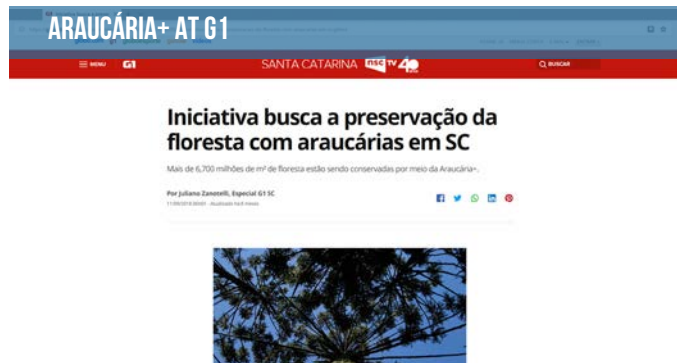 ARAUCÁRIA+ AT G1
MENU G1 SANTA CATARINA nsc TV 40 BUSCAR
Iniciativa busca a preservação da
floresta com araucárias em SC
Mais de 6,700 milhões de m² de floresta estão sendo conservadas por meio da Araucária+.
Por Juliano Zanotelli, Especial G1 SC